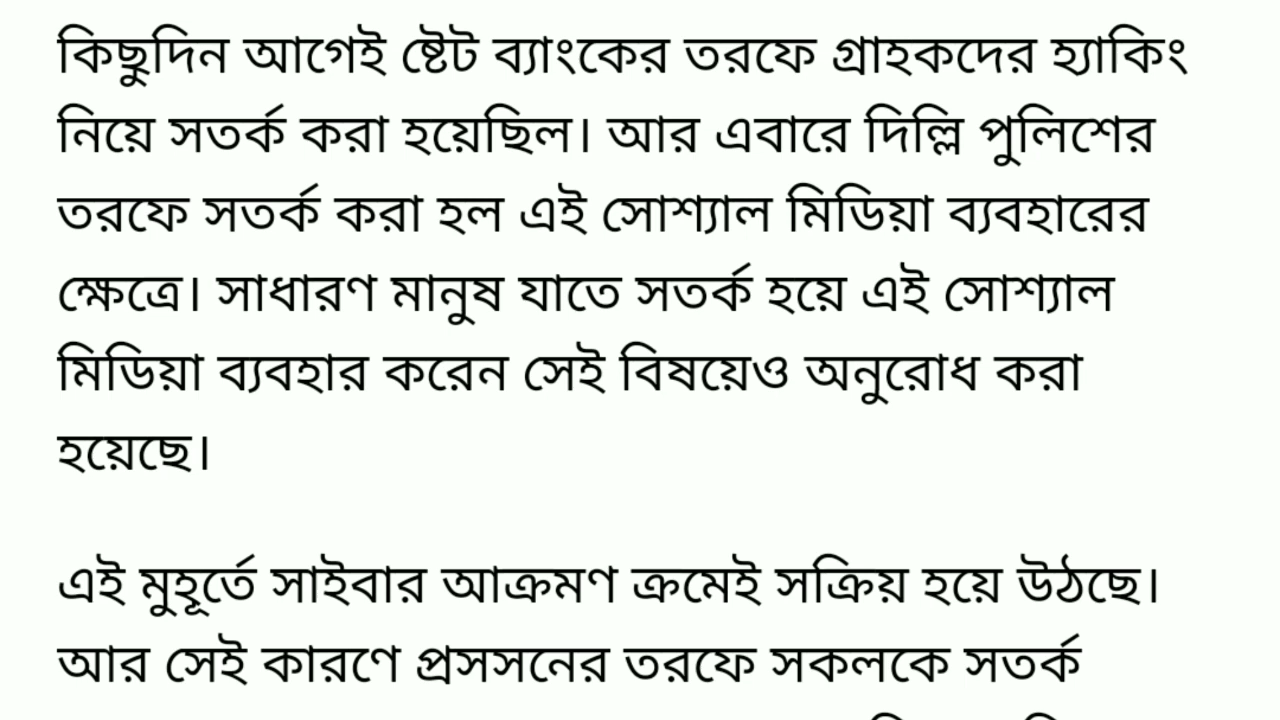 কিছুদিন আগেই ষ্টেট ব্যাংকের তরফে গ্রাহকদের হ্যাকিং
নিয়ে সতর্ক করা হয়েছিল। আর এবারে দিল্লি পুলিশের
তরফে সতর্ক করা হল এই সোশ্যাল মিডিয়া ব্যবহারের
ক্ষেত্রে। সাধারণ মানুষ যাতে সতর্ক হয়ে এই সোশ্যাল
মিডিয়া ব্যবহার করেন সেই বিষয়েও অনুরোধ করা
হয়েছে।
এই মুহূর্তে সাইবার আক্রমণ ক্রমেই সক্রিয় হয়ে উঠছে।
আর সেই কারণে প্রসসনের তরফে সকলকে সতর্ক